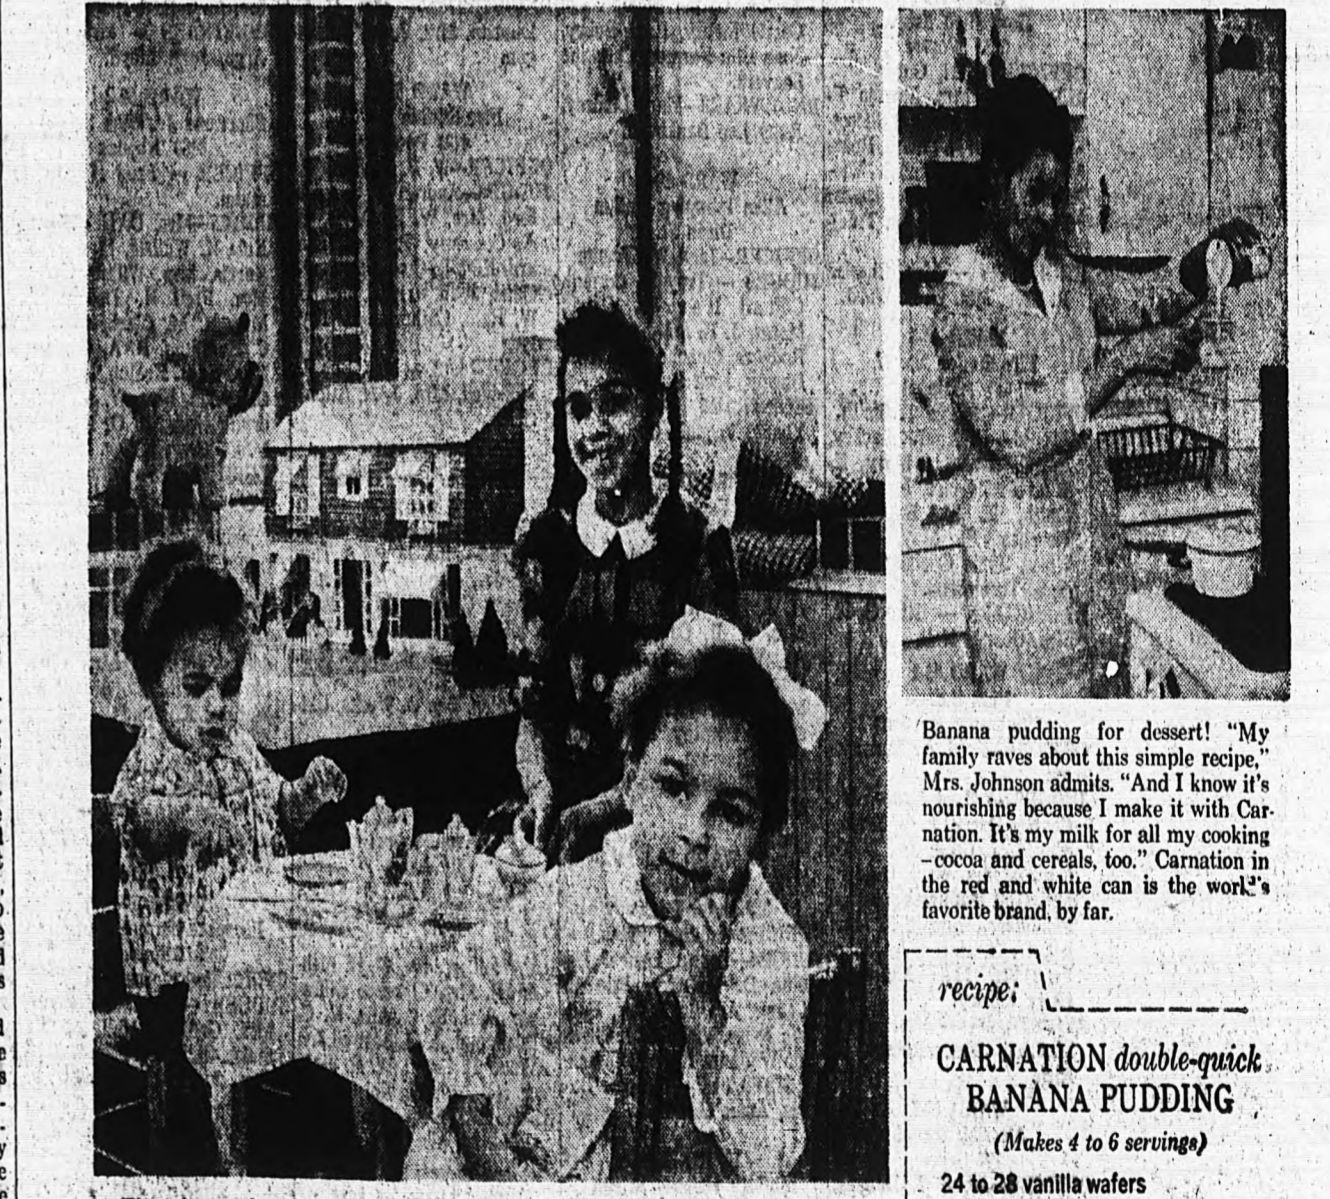 Banana pudding for dessert! "My
family raves about this simple recipe,"
Mrs. Johnson admits. "And I know it's
nourishing because I make it with Car-
nation. It's my milk for all my cooking
–cocoa and cereals, too." Carnation in
the red and white can is the world's
favorite brand, by far.
recipe:
CARNATION double-quick
BANANA PUDDING
(Makes 4 to 6 servings)
24 to 28 vanilla wafers